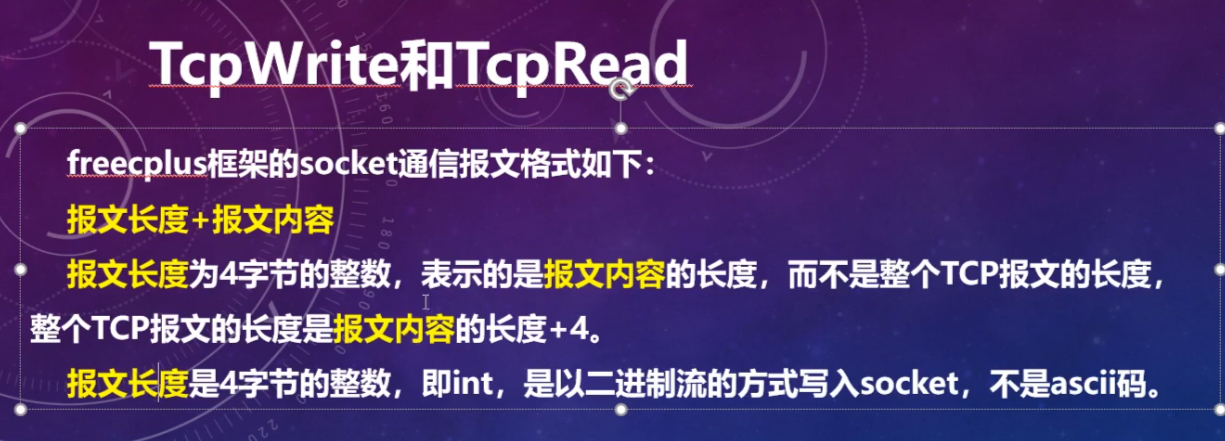 TcpWrite和TcpRead
freecplus框架的socket通信报文格式如下：
报文长度+报文内容
报文长度为4字节的整数，表示的是报文内容的长度，而不是整个TCP报文的长度，
整个TCP报文的长度是报文内容的长度+4。
报文长度是4字节的整数，即int，是以二进制流的方式写入socket，不是ascii码。
160
180
190
220